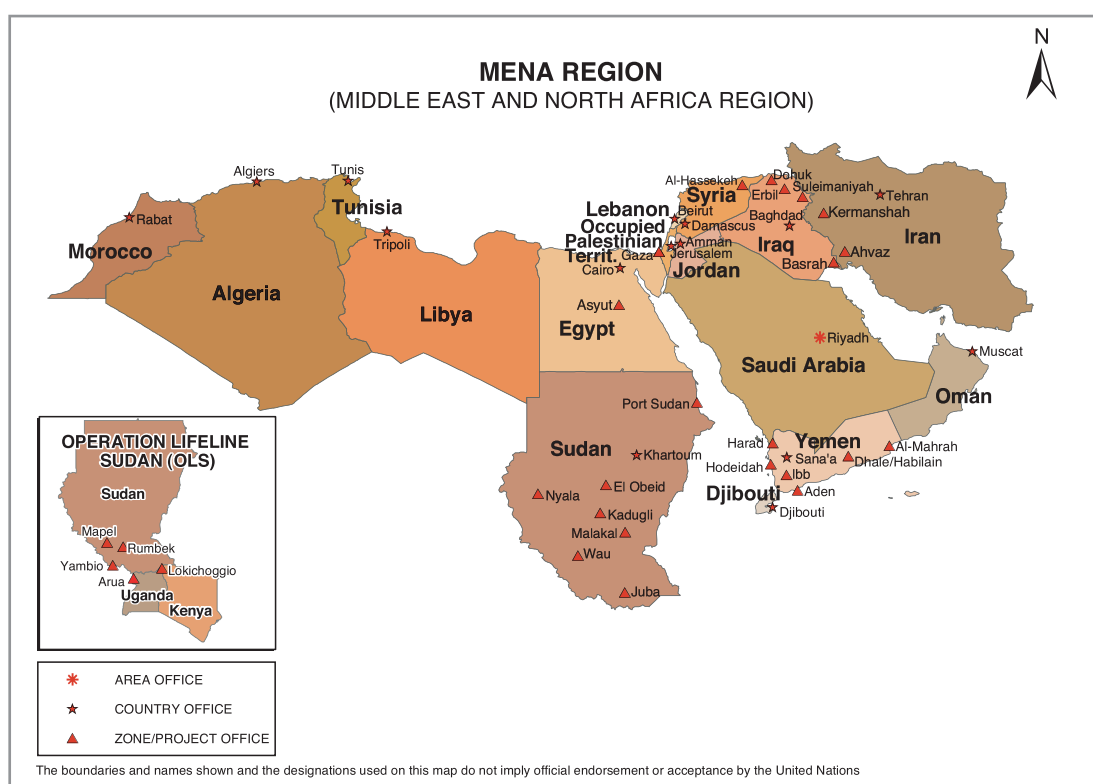 N
MENA REGION
(MIDDLE EAST AND NORTH AFRICA REGION)
Algiers
Tunis
Rabat
Tunisia
Tripoli
Morocco
Algeria
Libya
Al-Hassekeh
Dohuk
Syria
Erbil
Suleimaniyah
Tehran
Lebanon
Beirut
Baghdad
Kermanshah
Occupied
Damascus
Palestinian
Amman
Iraq
Iran
Territ.
Gaza
Jerusalem
Ahvaz
Cairo
Jordan
Basrah
Asyut
Egypt
Riyadh
Saudi Arabia
Muscat
Oman
Port Sudan
Sudan
Khartoum
Harad
Yemen
Al-Mahrah
Sana'a
Dhale/Habilain
Hodeidah
Ibb
Nyala
El Obeid
Djibouti
Aden
Kadugli
Djibouti
Malakal
Wau
Juba
OPERATION LIFELINE
SUDAN (OLS)
Sudan
Mapel
Rumbek
Yambio
Lokichoggio
Arua
Uganda
Kenya
AREA OFFICE
COUNTRY OFFICE
ZONE/PROJECT OFFICE
The boundaries and names shown and the designations used on this map do not imply official endorsement or acceptance by the United Nations